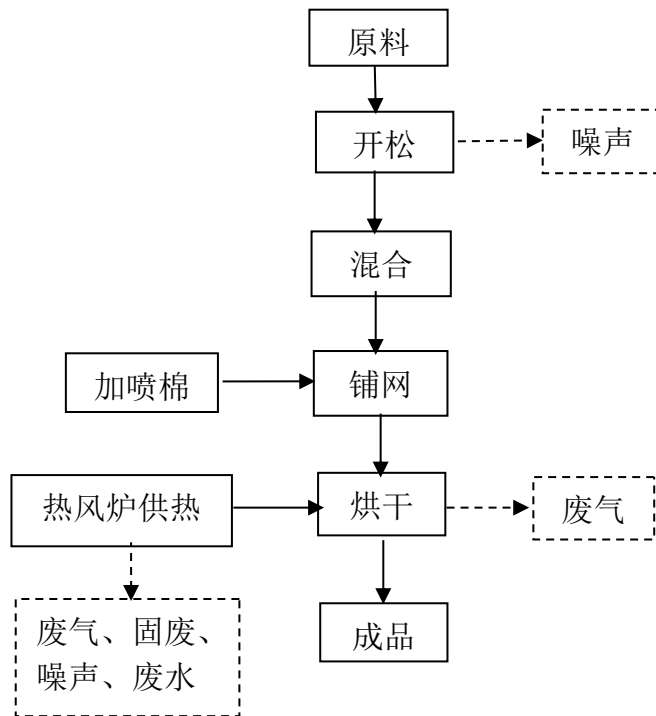 原料
开松
噪声
混合
加喷棉
铺网
热风炉供热
烘干
废气
废气、固废、
噪声、废水
成品